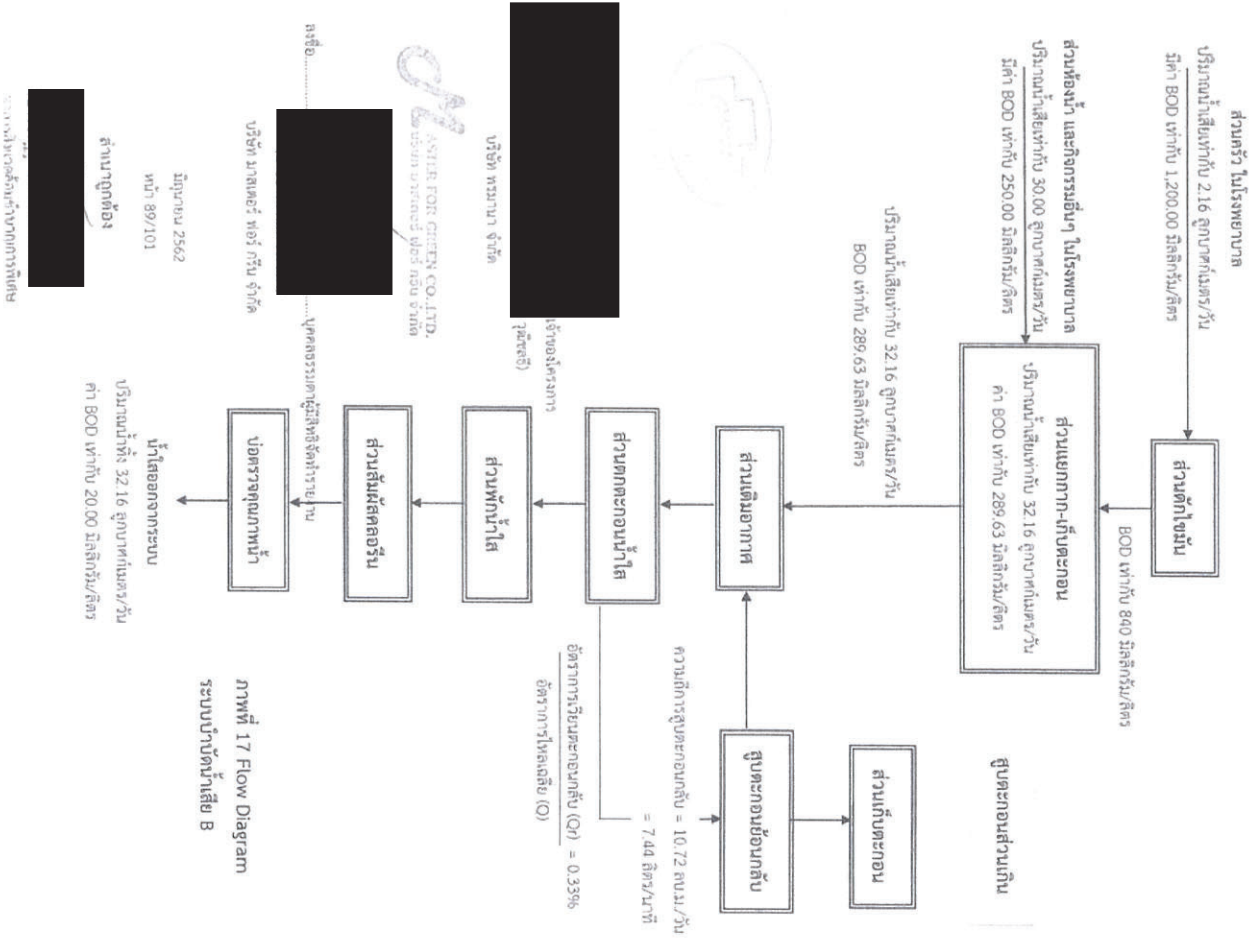 ส่วนครัว ในโรงพยาบาล
ปริมาณน้ำเสียเท่ากับ 2.16 ลูกบาศก์เมตร/วัน
มีค่า BOD เท่ากับ 1,200.00 มิลลิกรัม/ลิตร
ส่วนดักไขมัน
BOD เท่ากับ 840 มิลลิกรัม/ลิตร
ส่วนห้องน้ำ และกิจกรรมอื่นๆ ในโรงพยาบาล
ปริมาณน้ำเสียเท่ากับ 30.00 ลูกบาศก์เมตร/วัน
มีค่า BOD เท่ากับ 250.00 มิลลิกรัม/ลิตร
ส่วนแยกกาก-เก็บตะกอน
ปริมาณน้ำเสียเท่ากับ 32.16 ลูกบาศก์เมตร/วัน
ค่า BOD เท่ากับ 289.63 มิลลิกรัม/ลิตร
สูบตะกอนส่วนเกิน
ปริมาณน้ำเสียเท่ากับ 32.16 ลูกบาศก์เมตร/วัน
BOD เท่ากับ 289.63 มิลลิกรัม/ลิตร
ส่วนเก็บตะกอน
ส่วนเติมอากาศ
สูบตะกอนย้อนกลับ
ความถี่การสูบตะกอนกลับ = 10.72 ลบ.ม./วัน
= 7.44 ลิตร/นาที
ส่วนตกตะกอนน้ำใส
อัตราการเวียนตะกอนกลับ (Qr) = 0.3396
อัตราการไหลเฉลี่ย (Q)
ส่วนพักน้ำใส
ส่วนสัมผัสคลอรีน
บ่อตรวจคุณภาพน้ำ
น้ำใสออกจากระบบ
ปริมาณน้ำทิ้ง 32.16 ลูกบาศก์เมตร/วัน
ค่า BOD เท่ากับ 20.00 มิลลิกรัม/ลิตร
ภาพที่ 17 Flow Diagram
ระบบบำบัดน้ำเสีย B
เจ้าของโครงการ
วุฒิชลธี)
บริษัท พรมานา จำกัด
ASTER FOR GREEN CO.,LTD.
บริษัท มาสเตอร์ ฟอร์ กรีน จำกัด
ลงชื่อ
บุคคลธรรมดาผู้มีสิทธิจัดทำรายงาน
บริษัท มาสเตอร์ ฟอร์ กรีน จำกัด
มิถุนายน 2562
หน้า 89/101
สำเนาถูกต้อง